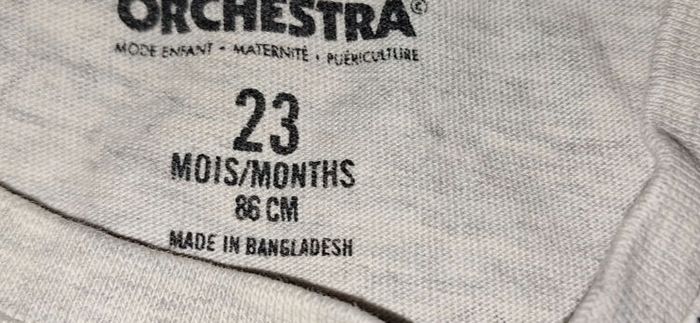 ORCHESTRA®
MODE ENFANT • MATERNITÉ • PUÉRICULTURE
23
MOIS/MONTHS
86 CM
MADE IN BANGLADESH